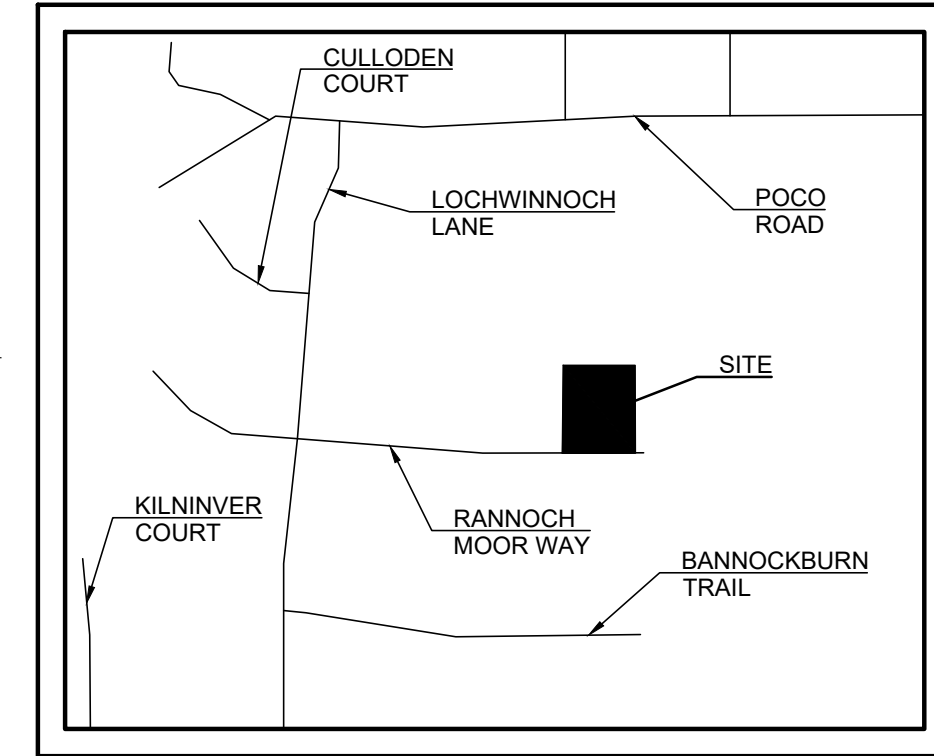 CULLODEN
COURT
LOCHWINNOCH
LANE
POCO
ROAD
SITE
KILNINVER
COURT
RANNOCH
MOOR WAY
BANNOCKBURN
TRAIL